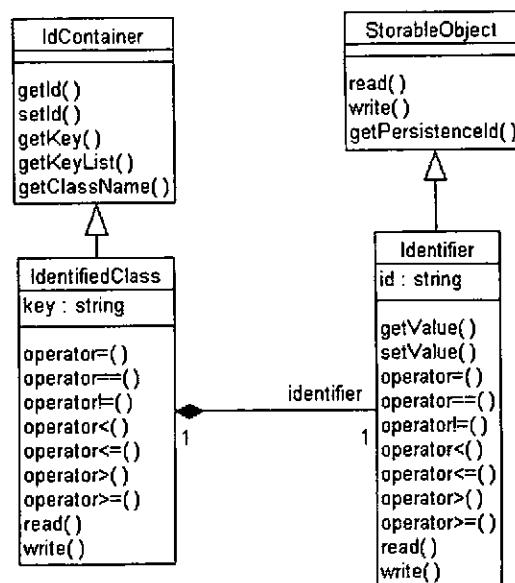 IdContainer
getId()
setId()
getKey()
getKeyList()
getClassName()
StorableObject
read()
write()
getPersistenceId()
IdentifiedClass
key : string
operator=()
operator==()
operator!=()
operator<()
operator<=()
operator>()
operator>=()
read()
write()
identifier
1
1
Identifier
id : string
getValue()
setValue()
operator=()
operator==()
operator!=()
operator<()
operator<=()
operator>()
operator>=()
read()
write()